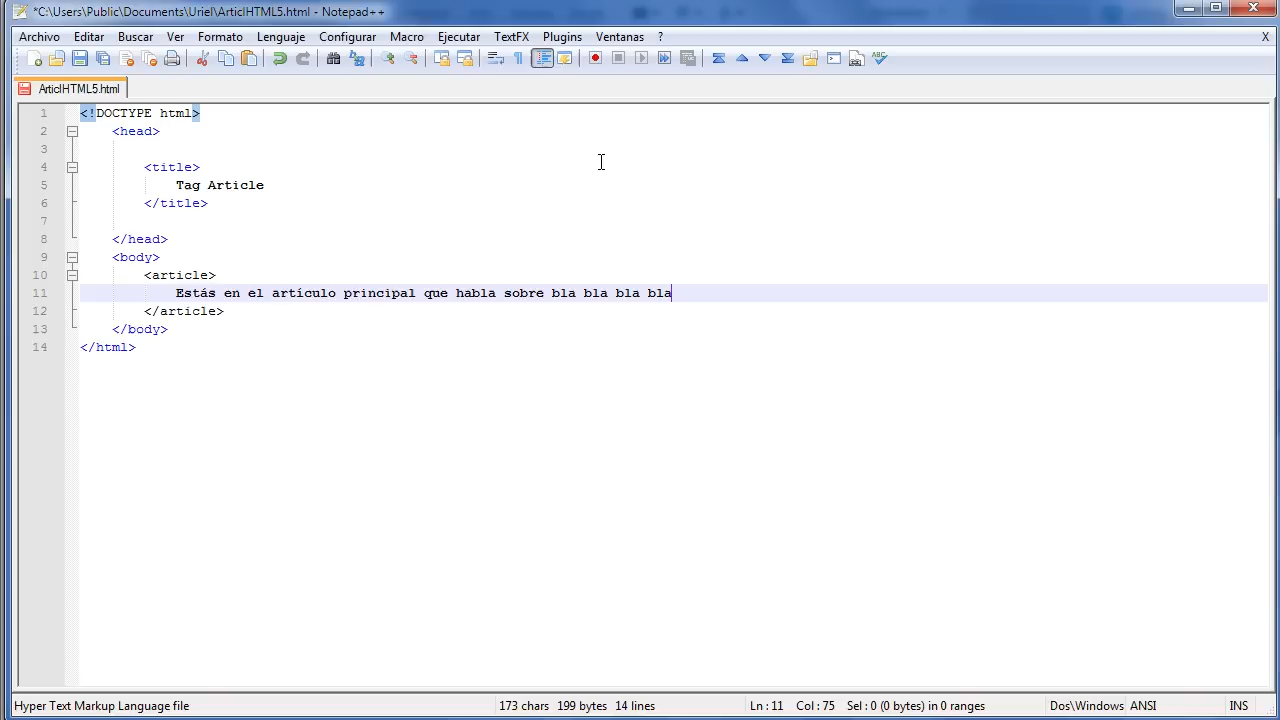 *C:\Users\Public\Documents\Uriel\ArticlHTML5.html - Notepad++
Archivo Editar Buscar Ver Formato Lenguaje Configurar Macro Ejecutar TextFX Plugins Ventanas ? X
ArticlHTML5.html
1 <!DOCTYPE html>
2 <head>
3
4 <title>
5 Tag Article
6 </title>
7
8 </head>
9 <body>
10 <article>
11 Estás en el artículo principal que habla sobre bla bla bla bla
12 </article>
13 </body>
14 </html>
Hyper Text Markup Language file 173 chars 199 bytes 14 lines Ln : 11 Col : 75 Sel : 0 (0 bytes) in 0 ranges Dos\Windows ANSI INS